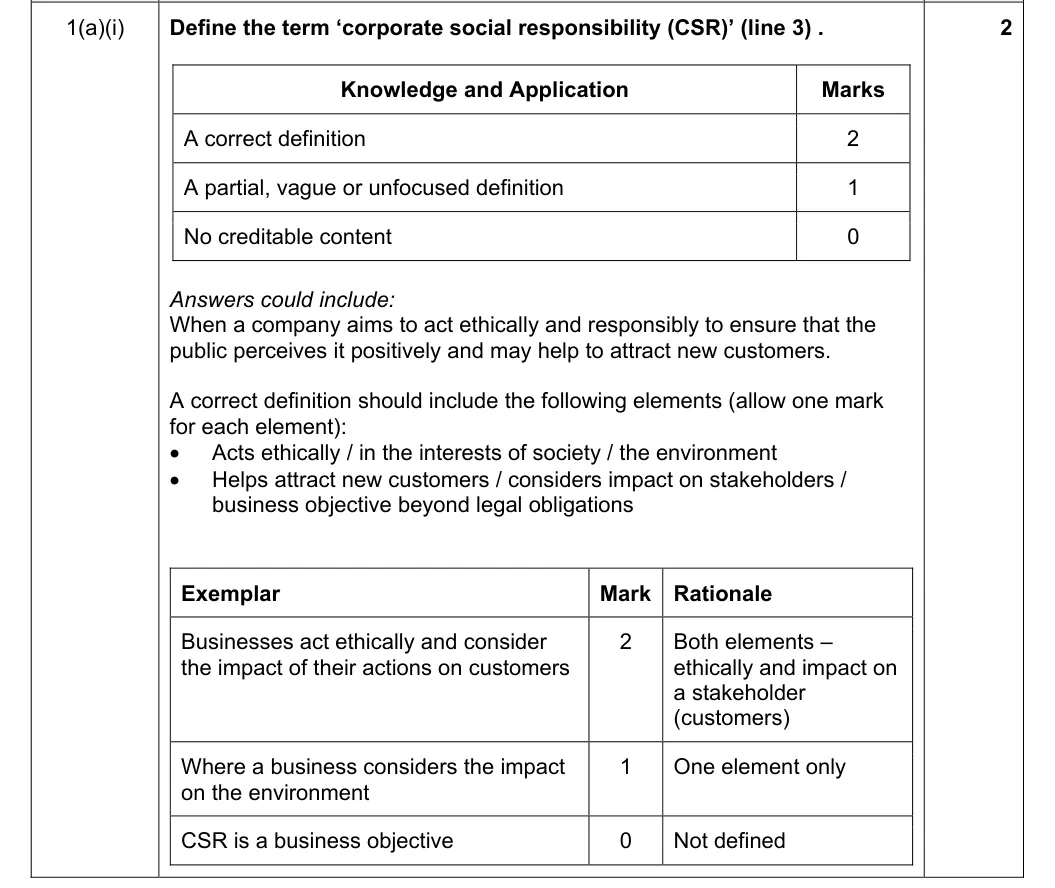 1(a)(i) Define the term ‘corporate social responsibility (CSR)’ (line 3) . 2
Knowledge and Application Marks
A correct definition 2
A partial, vague or unfocused definition 1
No creditable content 0
Answers could include:
When a company aims to act ethically and responsibly to ensure that the
public perceives it positively and may help to attract new customers.
A correct definition should include the following elements (allow one mark
for each element):
• Acts ethically / in the interests of society / the environment
• Helps attract new customers / considers impact on stakeholders /
business objective beyond legal obligations
Exemplar Mark Rationale
Businesses act ethically and consider 2 Both elements –
the impact of their actions on customers ethically and impact on
a stakeholder
(customers)
Where a business considers the impact 1 One element only
on the environment
CSR is a business objective 0 Not defined